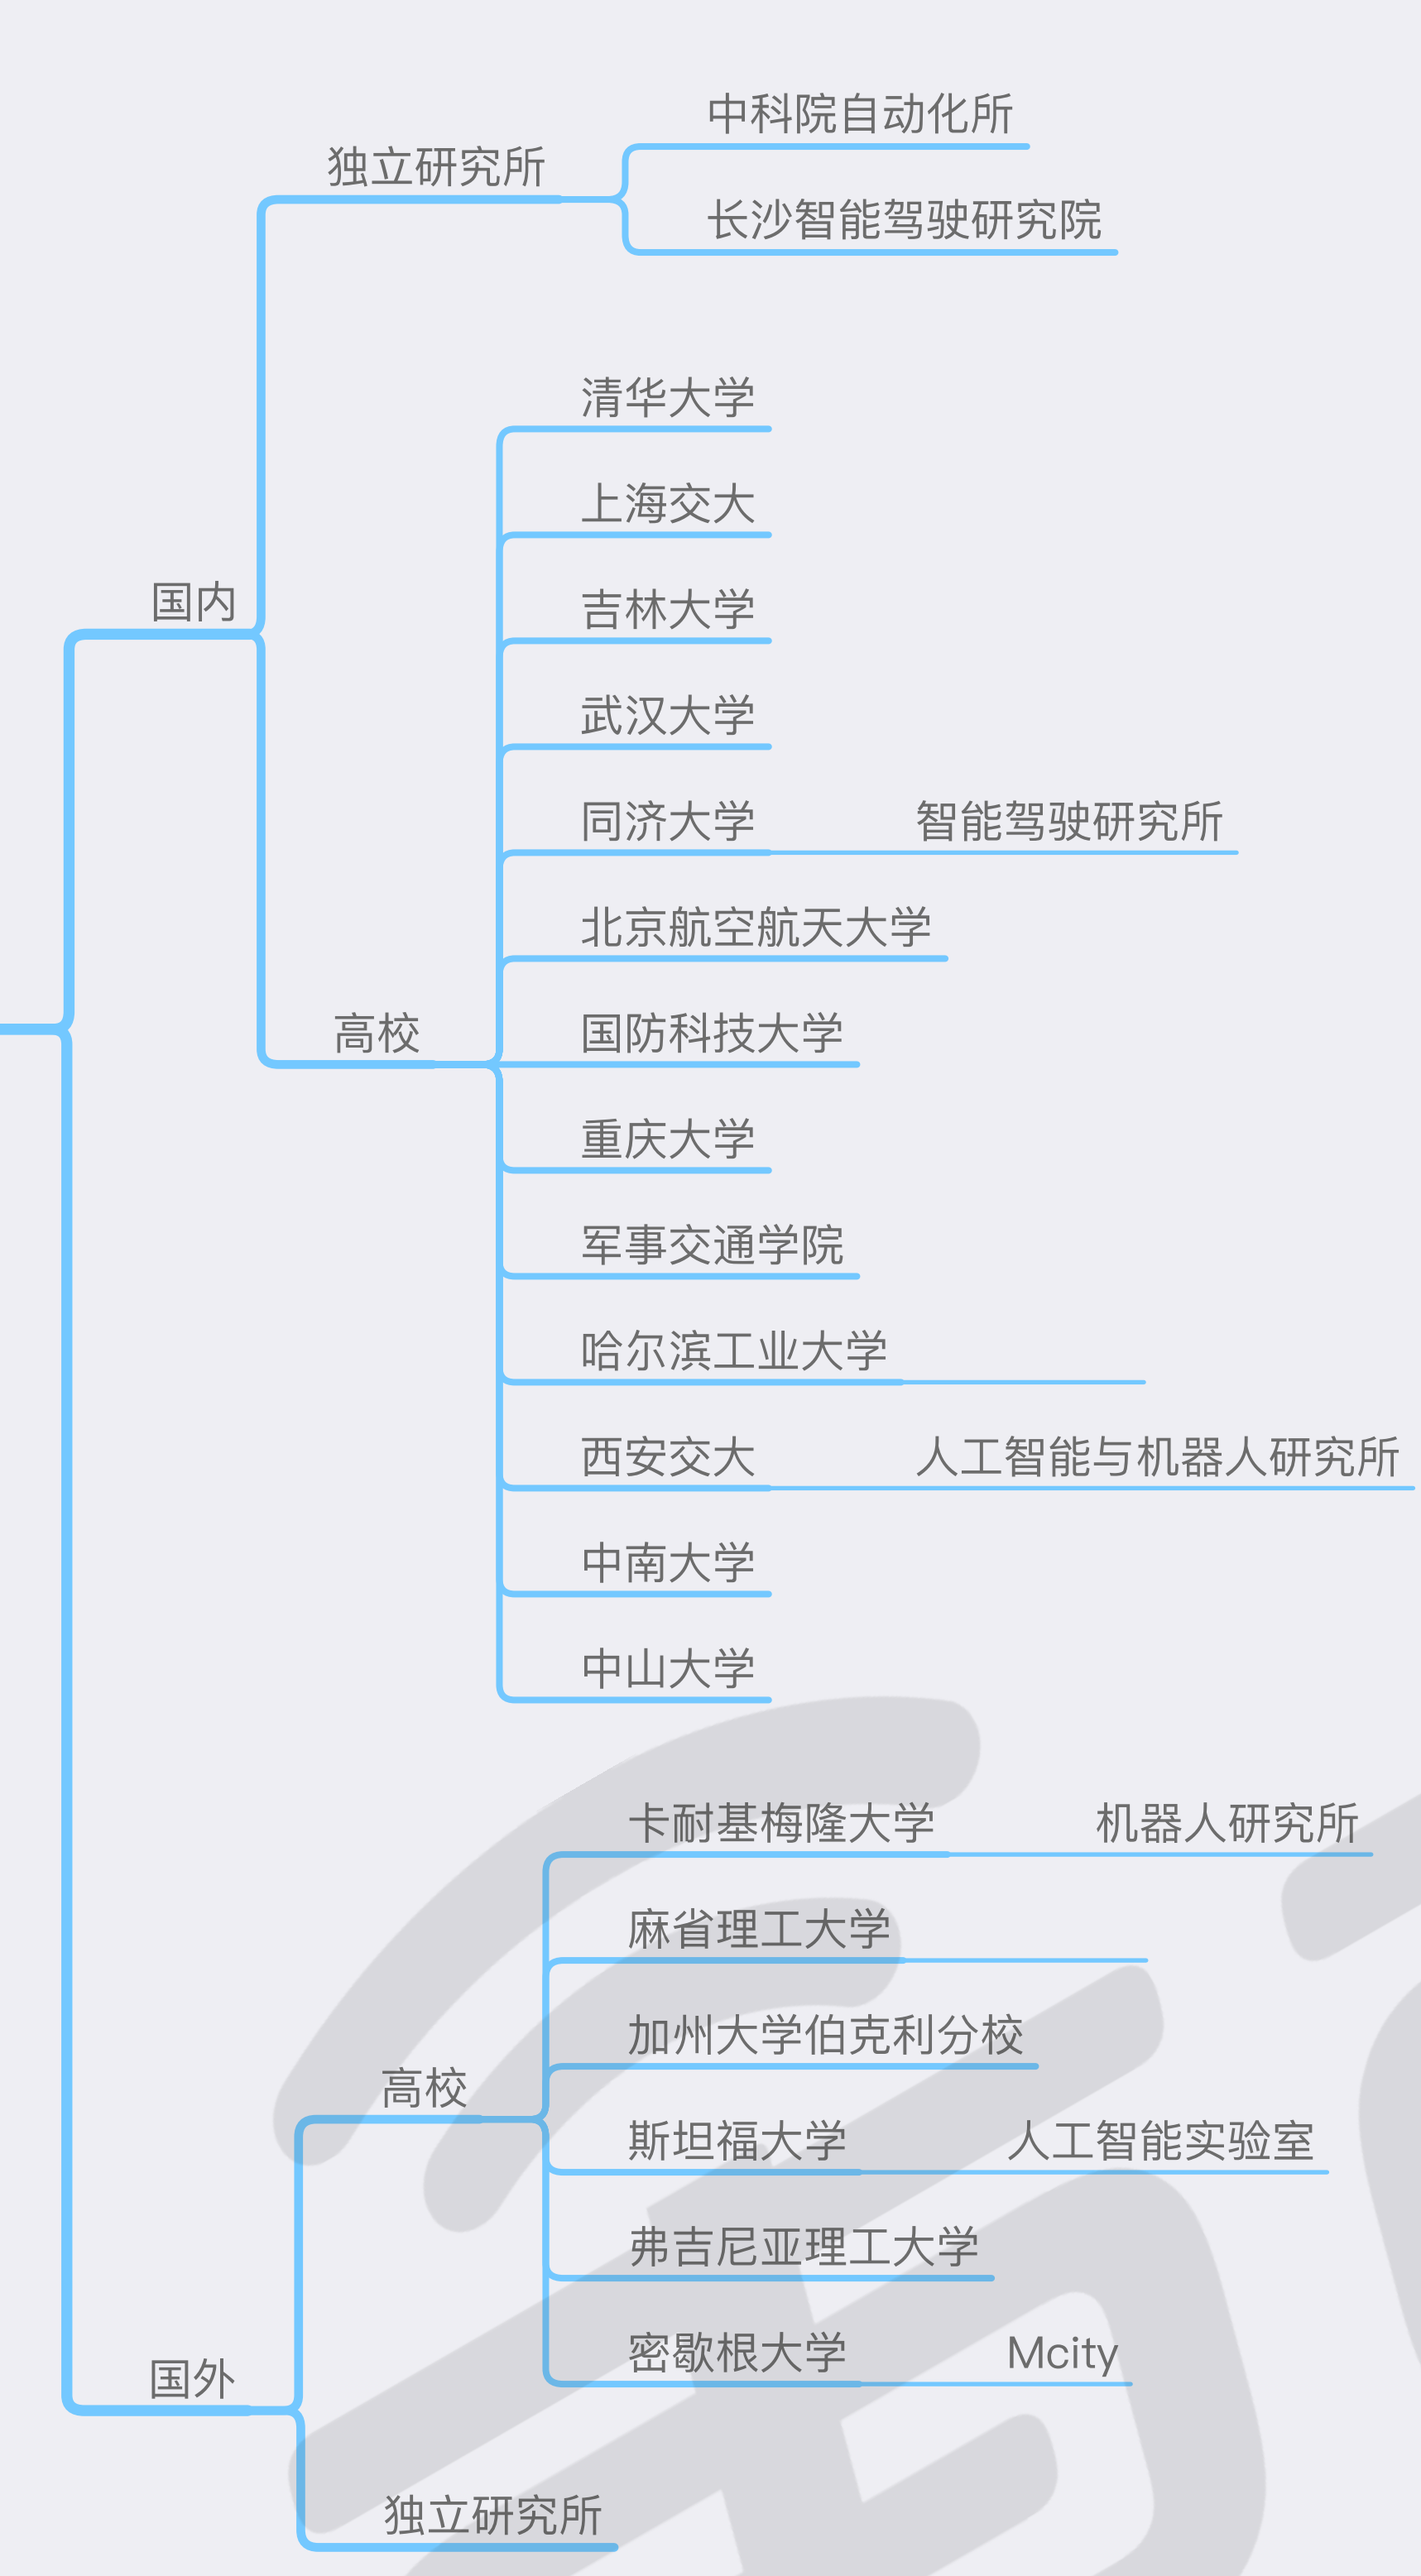 中科院自动化所
独立研究所
长沙智能驾驶研究院
清华大学
上海交大
吉林大学
国内
武汉大学
同济大学 智能驾驶研究所
北京航空航天大学
高校
国防科技大学
重庆大学
军事交通学院
哈尔滨工业大学
西安交大 人工智能与机器人研究所
中南大学
中山大学
卡耐基梅隆大学 机器人研究所
麻省理工大学
加州大学伯克利分校
高校
斯坦福大学 人工智能实验室
弗吉尼亚理工大学
密歇根大学 Mcity
国外
独立研究所